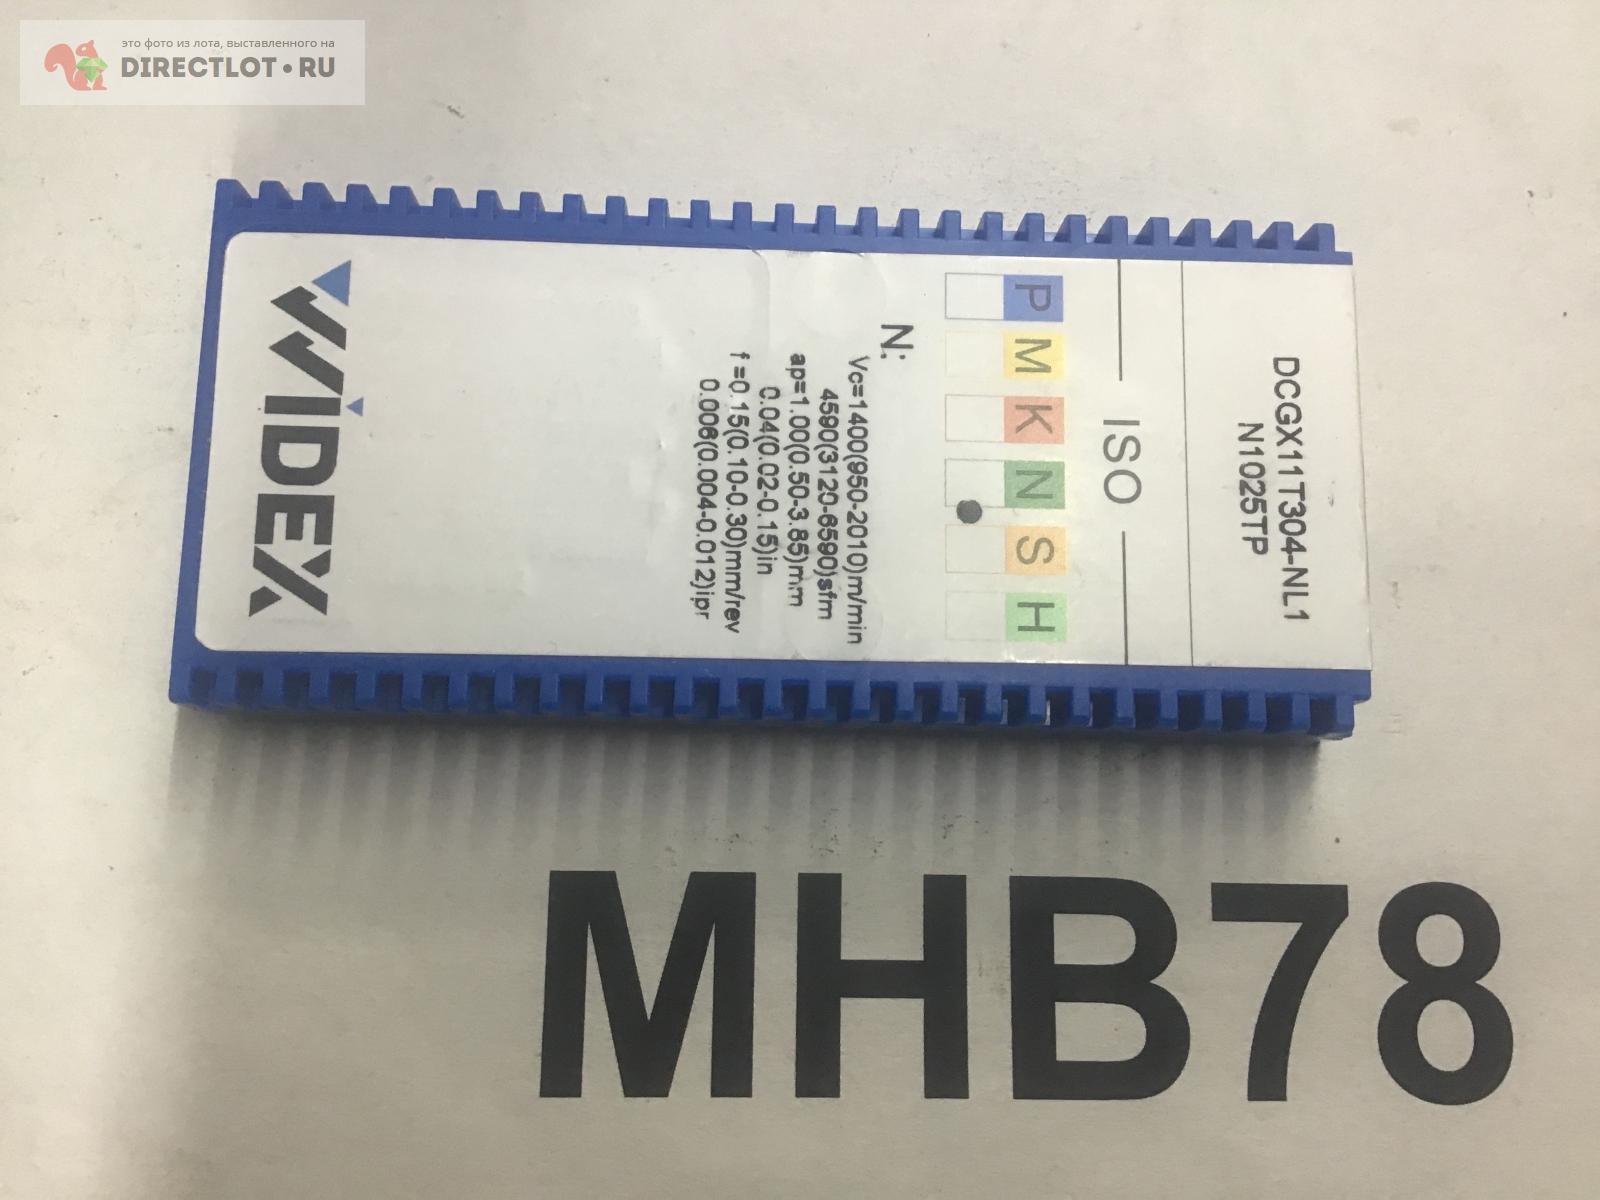 это фото из лота, выставленного на
DIRECTLOT•RU
DCGX11T304-NL1
N1025TP
ISO
P M K N S H
N:
Vc=1400(950-2010)m/min
4590(3120-6590)sfm
ap=1.00(0.50-3.85)mm
0.04(0.02-0.15)in
f =0.15(0.10-0.30)mm/rev
0.006(0.004-0.012)ipr
WIDEX
MHB78